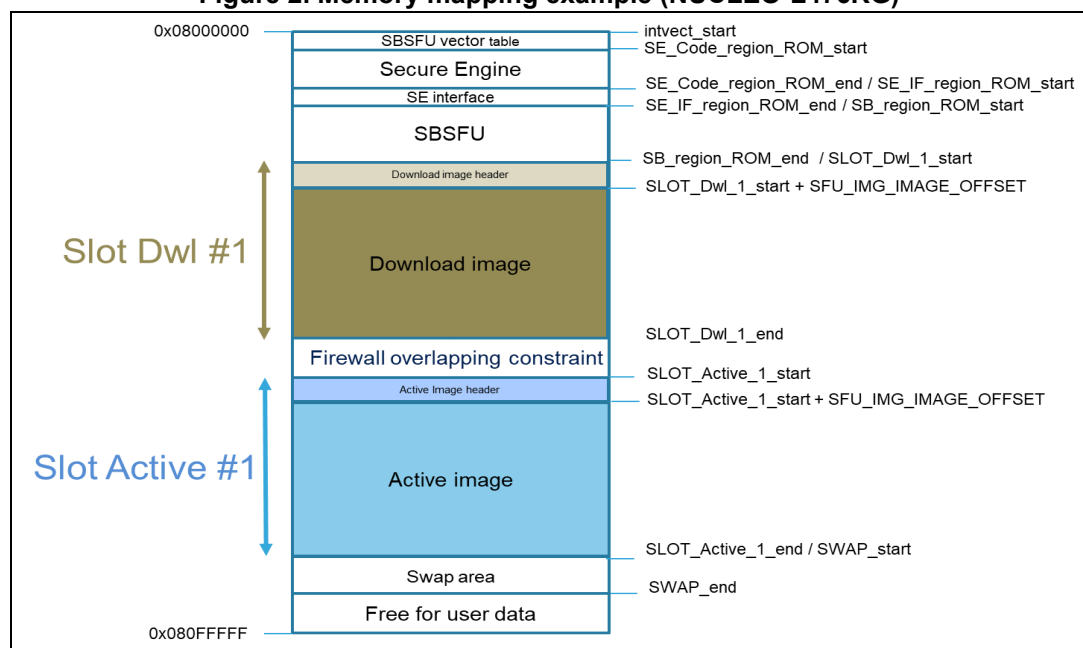 0x08000000
intvect_start
SBSFU vector table
SE_Code_region_ROM_start
Secure Engine
SE_Code_region_ROM_end / SE_IF_region_ROM_start
SE interface
SE_IF_region_ROM_end / SB_region_ROM_start
SBSFU
SB_region_ROM_end / SLOT_Dwl_1_start
Download image header
SLOT_Dwl_1_start + SFU_IMG_IMAGE_OFFSET
Slot Dwl #1
Download image
SLOT_Dwl_1_end
Firewall overlapping constraint
SLOT_Active_1_start
Active Image header
SLOT_Active_1_start + SFU_IMG_IMAGE_OFFSET
Slot Active #1
Active image
SLOT_Active_1_end / SWAP_start
Swap area
SWAP_end
Free for user data
0x080FFFFF